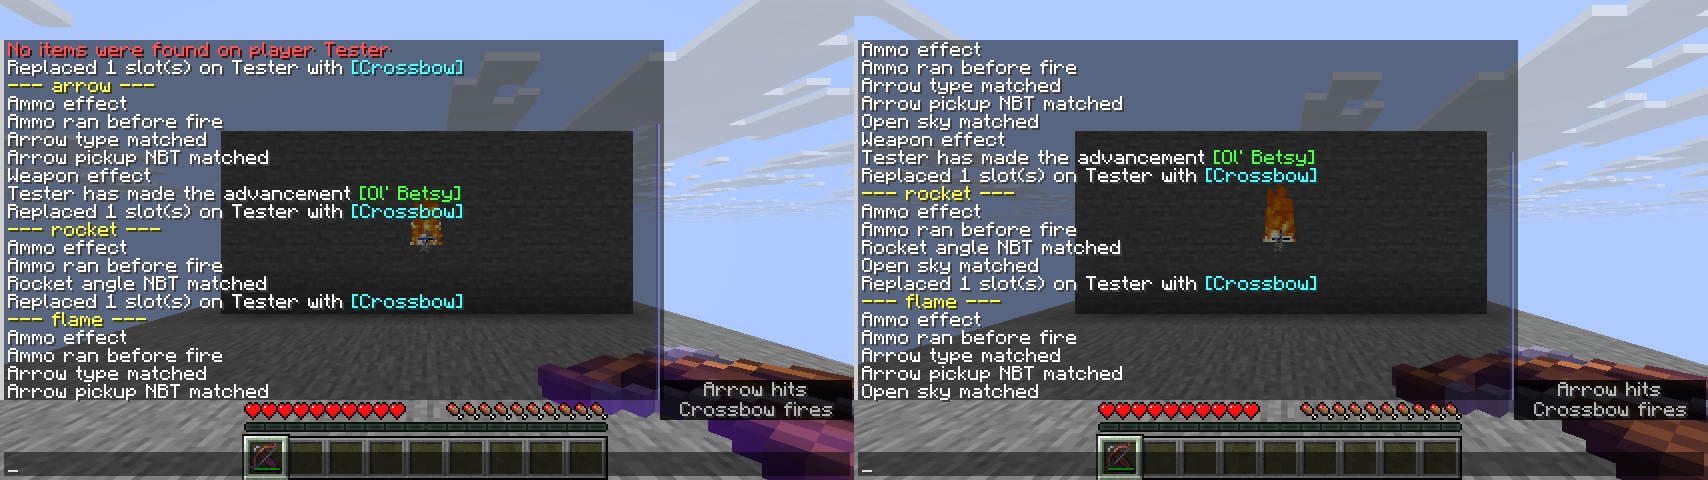 No items were found on player Tester
Replaced 1 slot(s) on Tester with [Crossbow]
--- arrow ---
Ammo effect
Ammo ran before fire
Arrow type matched
Arrow pickup NBT matched
Weapon effect
Tester has made the advancement [Ol' Betsy]
Replaced 1 slot(s) on Tester with [Crossbow]
--- rocket ---
Ammo effect
Ammo ran before fire
Rocket angle NBT matched
Replaced 1 slot(s) on Tester with [Crossbow]
--- flame ---
Ammo effect
Ammo ran before fire
Arrow type matched
Arrow pickup NBT matched
Arrow hits
Crossbow fires
_
Ammo effect
Ammo ran before fire
Arrow type matched
Arrow pickup NBT matched
Open sky matched
Weapon effect
Tester has made the advancement [Ol' Betsy]
Replaced 1 slot(s) on Tester with [Crossbow]
--- rocket ---
Ammo effect
Ammo ran before fire
Rocket angle NBT matched
Open sky matched
Replaced 1 slot(s) on Tester with [Crossbow]
--- flame ---
Ammo effect
Ammo ran before fire
Arrow type matched
Arrow pickup NBT matched
Open sky matched
Arrow hits
Crossbow fires
_